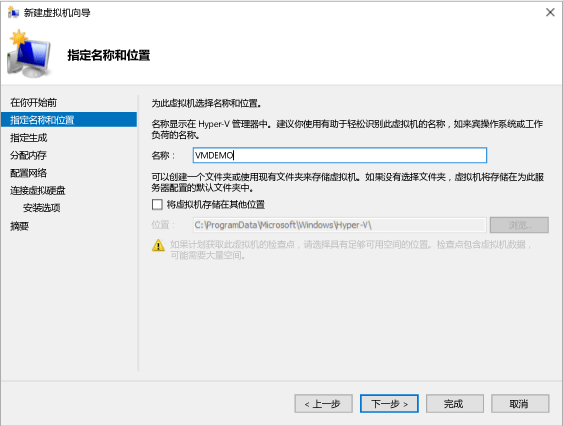 新建虚拟机向导
指定名称和位置
在你开始前
指定名称和位置
指定生成
分配内存
配置网络
连接虚拟硬盘
安装选项
摘要
为此虚拟机选择名称和位置。
名称显示在 Hyper-V 管理器中。建议你使用有助于轻松识别此虚拟机的名称，如来宾操作系统或工作
负荷的名称。
名称： VMDEMO
可以创建一个文件夹或使用现有文件夹来存储虚拟机。如果没有选择文件夹，虚拟机将存储在为此服
务器配置的默认文件夹中。
将虚拟机存储在其他位置
位置： C:\ProgramData\Microsoft\Windows\Hyper-V\ 浏览...
如果计划获取此虚拟机的检查点，请选择具有足够可用空间的位置。检查点包含虚拟机数据，
可能需要大量空间。
< 上一步 下一步 > 完成 取消